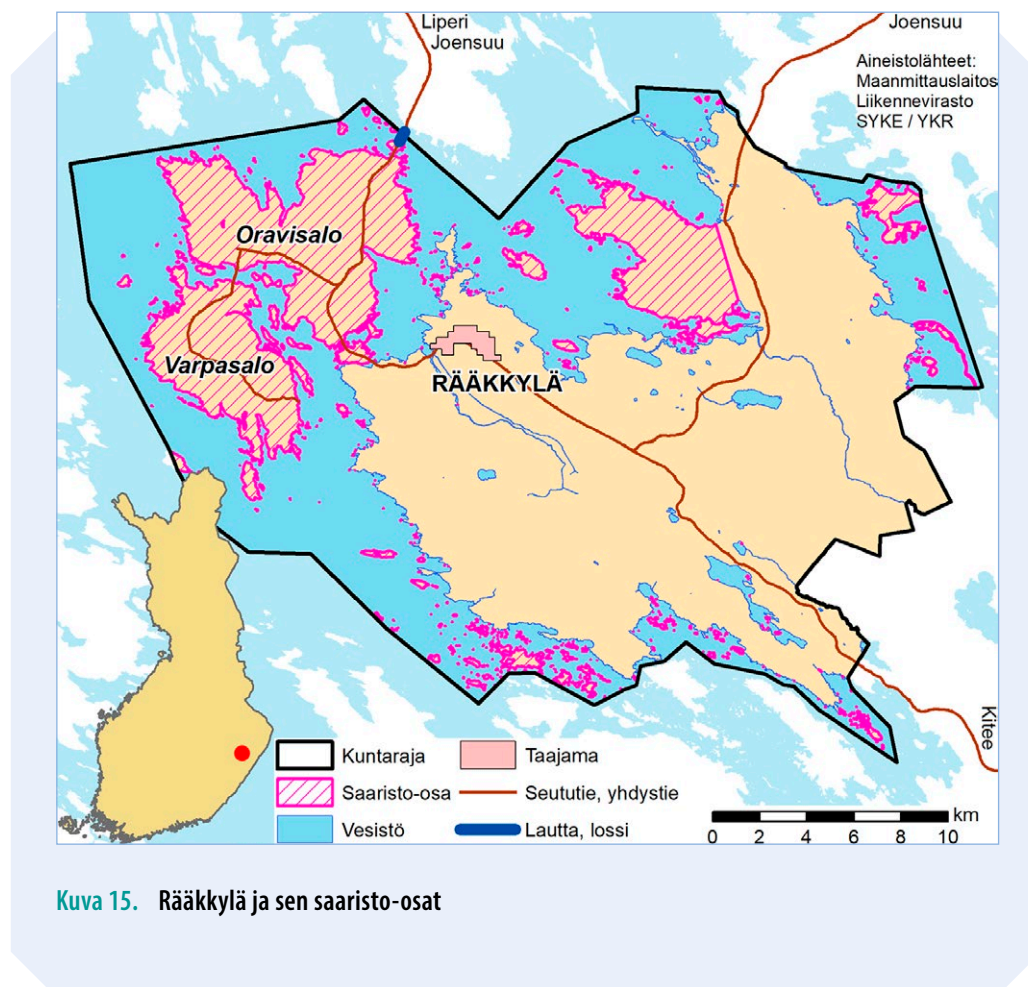 Liperi
Joensuu
Joensuu
Aineistolähteet:
Maanmittauslaitos
Liikennevirasto
SYKE / YKR
Oravisalo
Varpasalo
RÄÄKKYLÄ
Kitee
Kuntaraja
Taajama
Saaristo-osa
Seututie, yhdystie
Vesistö
Lautta, lossi
km
0 2 4 6 8 10
Kuva 15. Rääkkylä ja sen saaristo-osat